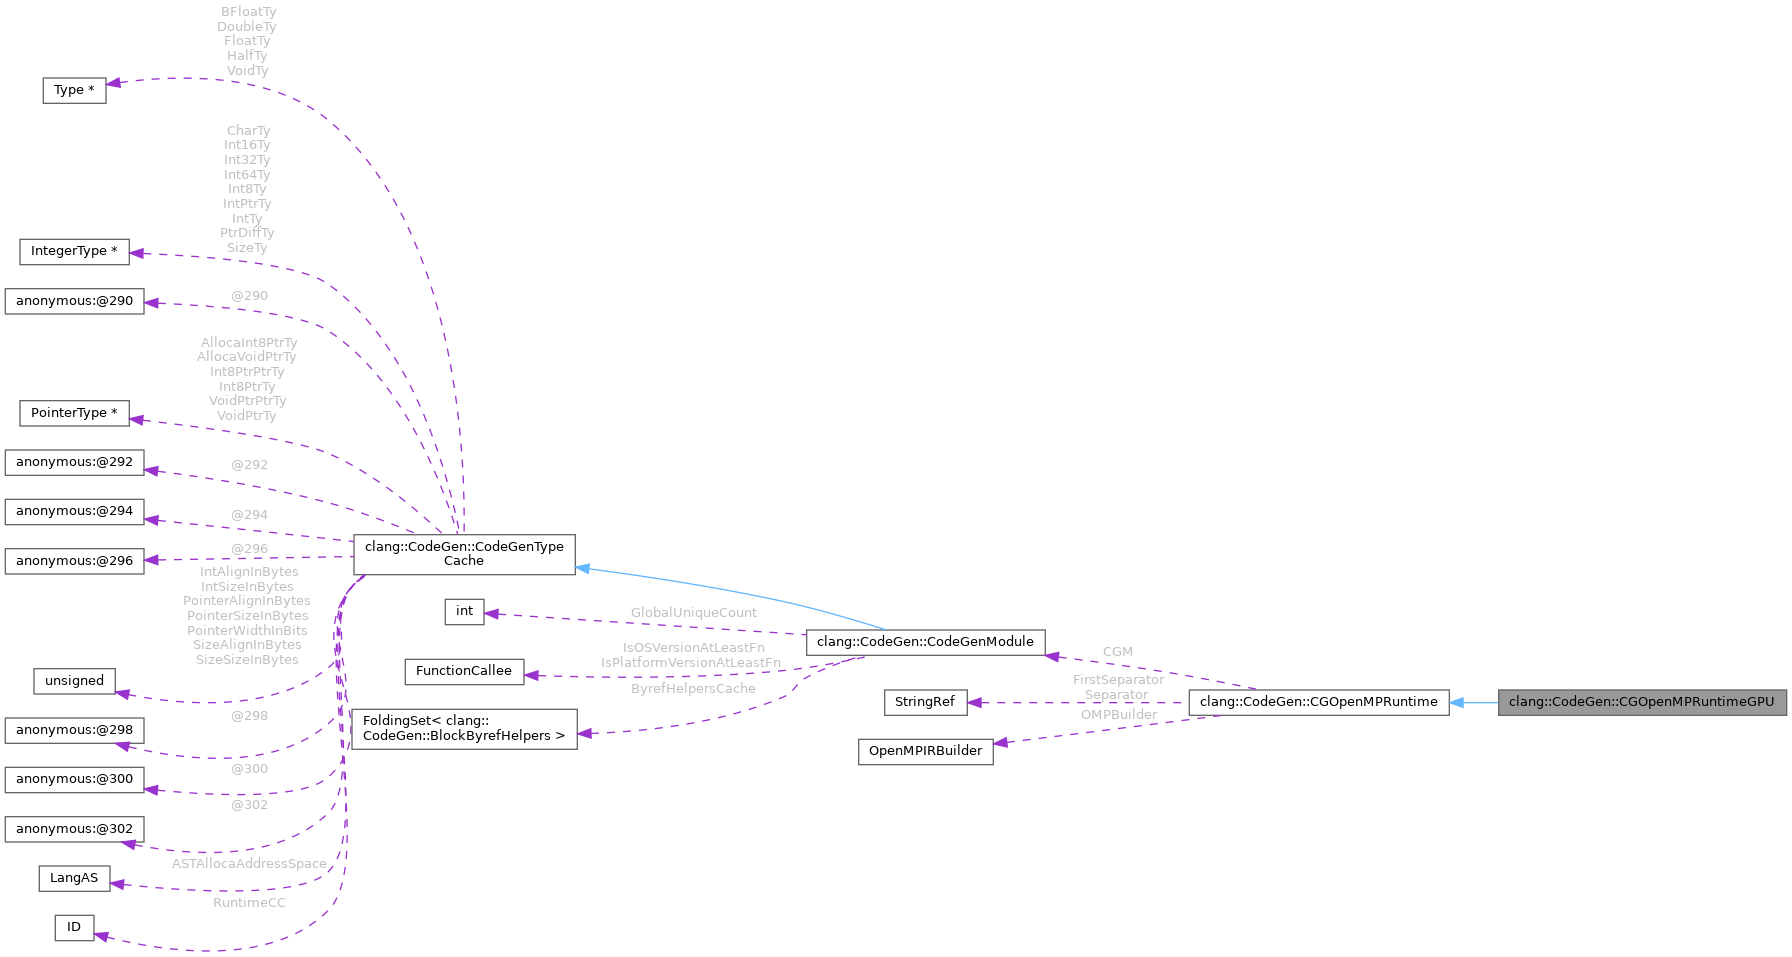 BFloatTy
DoubleTy
FloatTy
HalfTy
VoidTy
Type *
CharTy
Int16Ty
Int32Ty
Int64Ty
Int8Ty
IntPtrTy
IntTy
PtrDiffTy
SizeTy
IntegerType *
@290
anonymous:@290
AllocaInt8PtrTy
AllocaVoidPtrTy
Int8PtrPtrTy
Int8PtrTy
VoidPtrPtrTy
VoidPtrTy
PointerType *
@292
anonymous:@292
@294
anonymous:@294
@296
anonymous:@296
clang::CodeGen::CodeGenType
Cache
IntAlignInBytes
IntSizeInBytes
PointerAlignInBytes
PointerSizeInBytes
PointerWidthInBits
SizeAlignInBytes
SizeSizeInBytes
unsigned
@298
anonymous:@298
@300
anonymous:@300
@302
anonymous:@302
ASTAllocaAddressSpace
LangAS
RuntimeCC
ID
int
GlobalUniqueCount
FunctionCallee
IsOSVersionAtLeastFn
IsPlatformVersionAtLeastFn
ByrefHelpersCache
FoldingSet< clang::
CodeGen::BlockByrefHelpers >
clang::CodeGen::CodeGenModule
CGM
FirstSeparator
Separator
StringRef
OMPBuilder
OpenMPIRBuilder
clang::CodeGen::CGOpenMPRuntime
clang::CodeGen::CGOpenMPRuntimeGPU